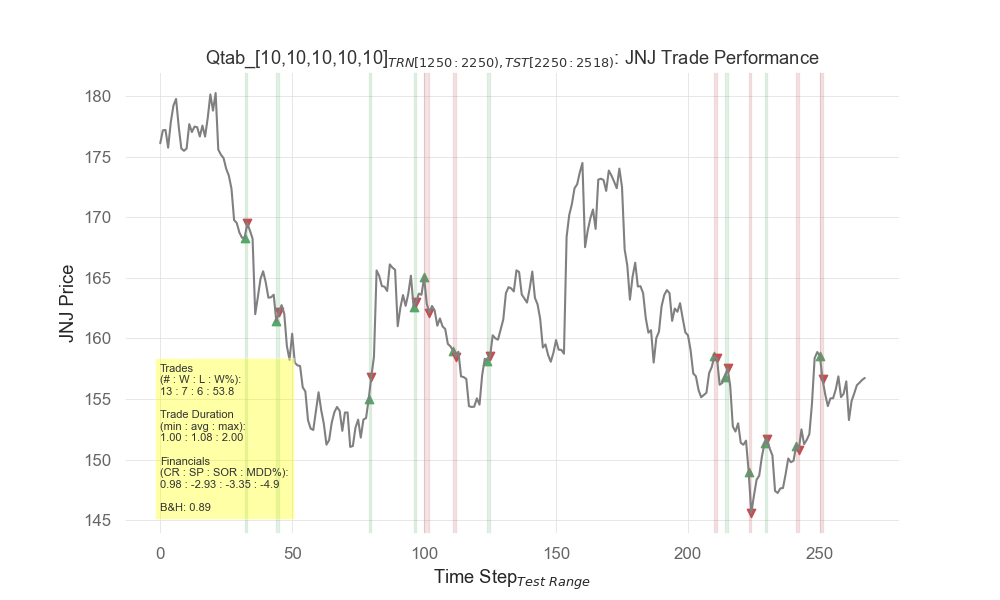 Qtab_[10,10,10,10,10]TRN[1250:2250),TST[2250:2518): JNJ Trade Performance
180
175
170
165
160
155
150
145
JNJ Price
Trades
(# : W : L : W%):
13 : 7 : 6 : 53.8
Trade Duration
(min : avg : max):
1.00 : 1.08 : 2.00
Financials
(CR : SP : SOR : MDD%):
0.98 : -2.93 : -3.35 : -4.9
B&H: 0.89
0 50 100 150 200 250
Time StepTest Range